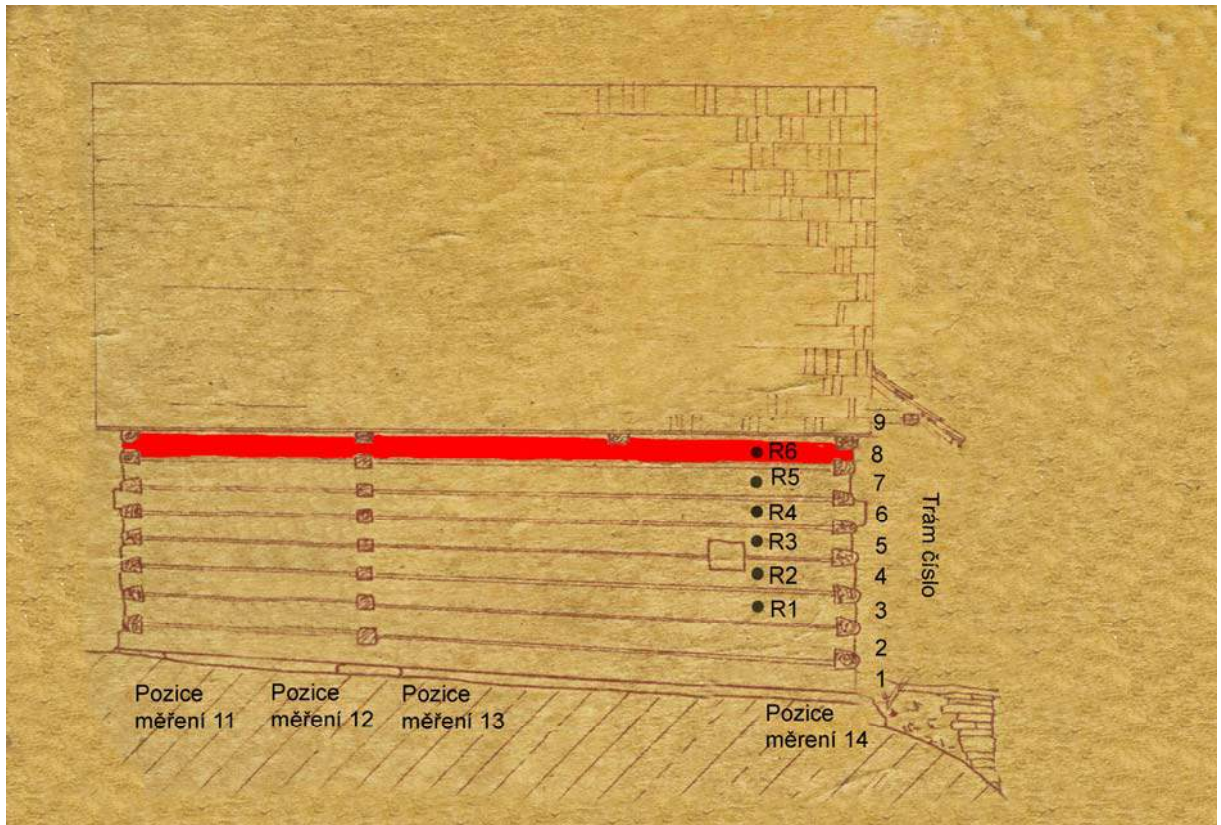 9
R6
8
R5
7
R4
6
R3
5
R2
4
R1
3
2
1
Trám číslo
Pozice
měření 11
Pozice
měření 12
Pozice
měření 13
Pozice
měrení 14